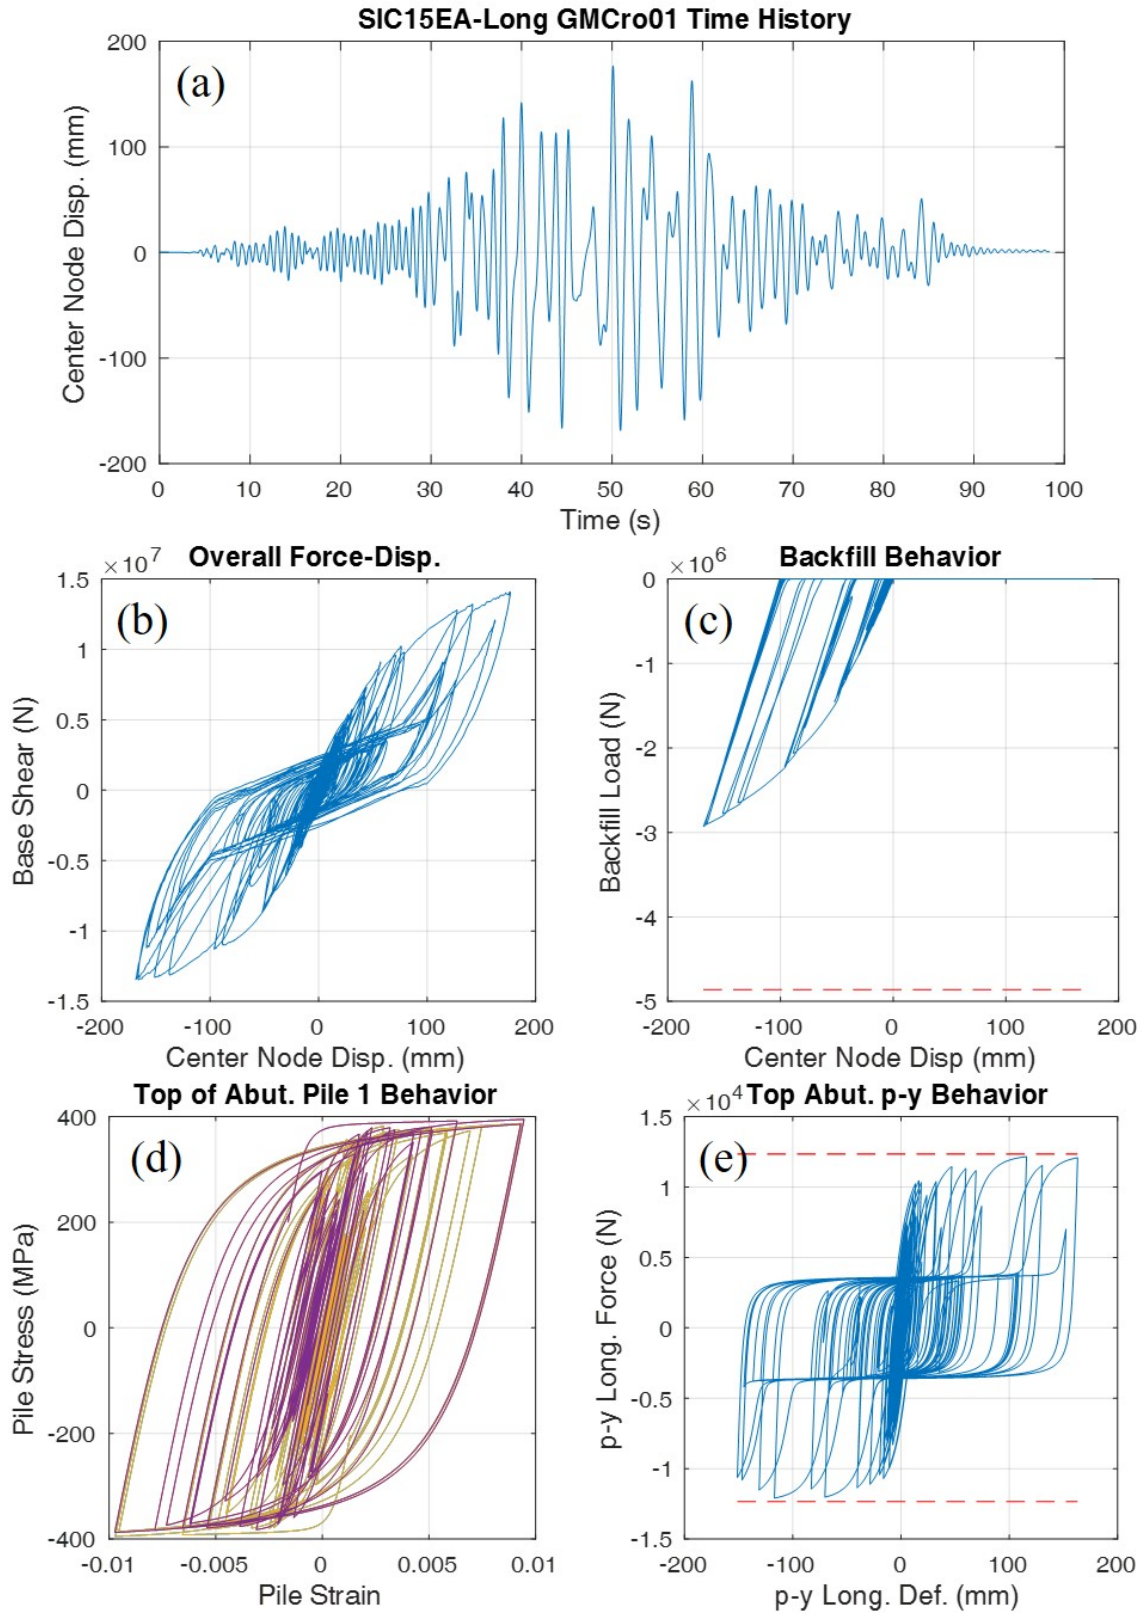 SIC15EA-Long GMCro01 Time History
(a)
Center Node Disp. (mm)
200
100
0
-100
-200
0 10 20 30 40 50 60 70 80 90 100
Time (s)
Overall Force-Disp.
×10^7
(b)
Base Shear (N)
1.5
1
0.5
0
-0.5
-1
-1.5
-200 -100 0 100 200
Center Node Disp. (mm)
Backfill Behavior
×10^6
(c)
Backfill Load (N)
0
-1
-2
-3
-4
-5
-200 -100 0 100 200
Center Node Disp (mm)
Top of Abut. Pile 1 Behavior
(d)
Pile Stress (MPa)
400
200
0
-200
-400
-0.01 -0.005 0 0.005 0.01
Pile Strain
Top Abut. p-y Behavior
×10^4
(e)
p-y Long. Force (N)
1.5
1
0.5
0
-0.5
-1
-1.5
-200 -100 0 100 200
p-y Long. Def. (mm)